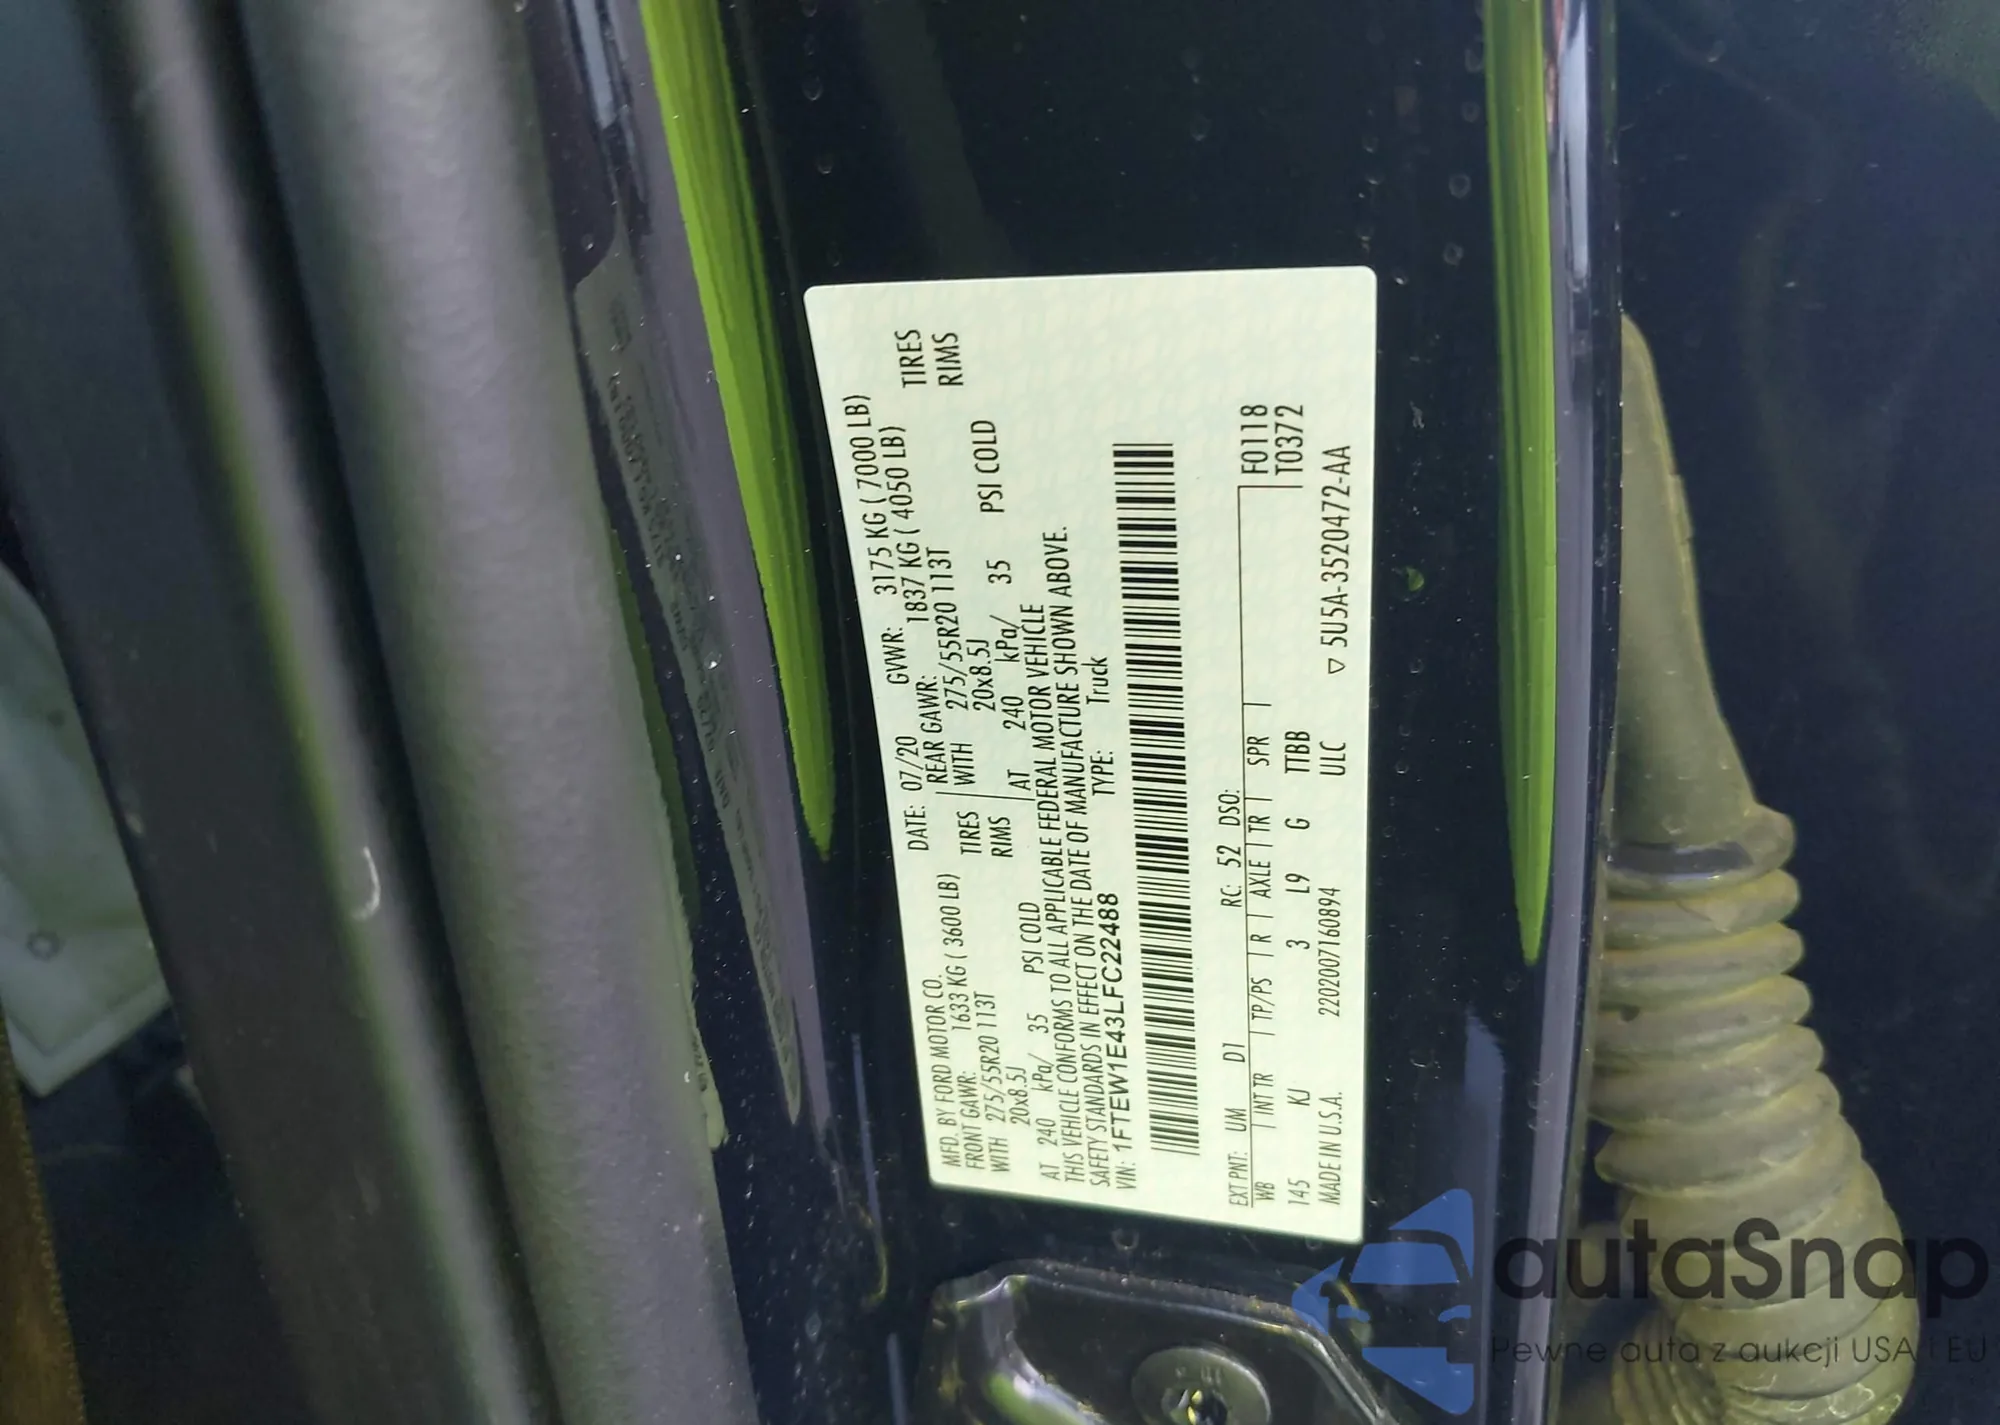 MFD. BY FORD MOTOR CO. DATE: 07/20 GVWR: 3175 KG ( 7000 LB)
FRONT GAWR: 1633 KG ( 3600 LB) REAR GAWR: 1837 KG ( 4050 LB)
WITH 275/55R20 113T TIRES WITH 275/55R20 113T TIRES
20x8.5J RIMS 20x8.5J RIMS
AT 240 kPa/ 35 PSI COLD AT 240 kPa/ 35 PSI COLD
THIS VEHICLE CONFORMS TO ALL APPLICABLE FEDERAL MOTOR VEHICLE
SAFETY STANDARDS IN EFFECT ON THE DATE OF MANUFACTURE SHOWN ABOVE.
VIN: 1FTEW1E43LFC22488 TYPE: Truck
EXT PNT: UM D1 RC: 52 DSO: F0118
WB | INT TR | TP/PS | R | AXLE | TR | SPR | T0372
145 KJ 3 L9 G TTBB
MADE IN U.S.A. 2202007160894 ULC ▽ 5U5A-3520472-AA
autaSnap
Pewne auta z aukcji USA i EU